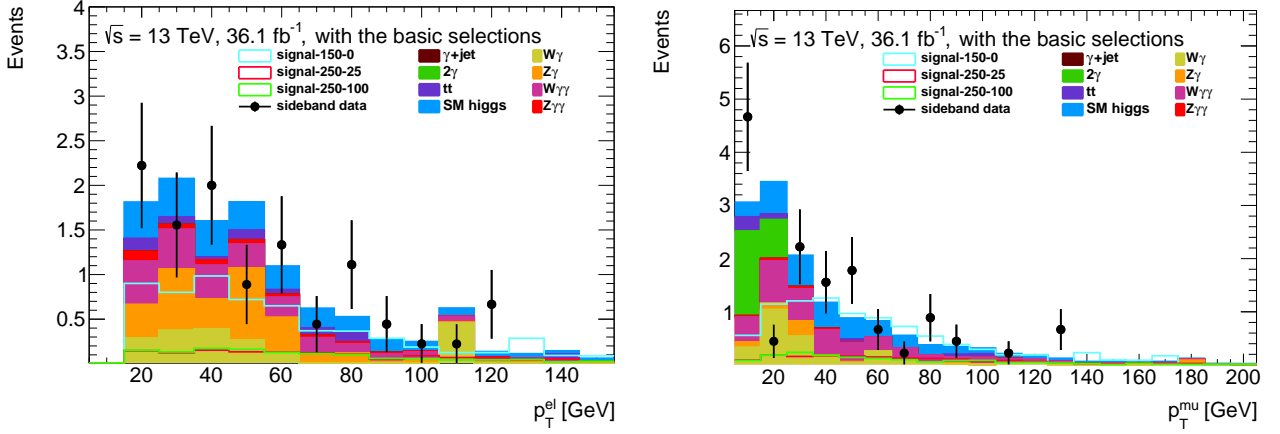 Events
4
√s = 13 TeV, 36.1 fb⁻¹, with the basic selections
3.5
signal-150-0
γ+jet
Wγ
signal-250-25
2γ
Zγ
3
signal-250-100
tt
Wγγ
sideband data
SM higgs
Zγγ
2.5
2
1.5
1
0.5
20 40 60 80 100 120 140
p_T^el [GeV]
Events
√s = 13 TeV, 36.1 fb⁻¹, with the basic selections
6
signal-150-0
γ+jet
Wγ
signal-250-25
2γ
Zγ
signal-250-100
tt
Wγγ
5
sideband data
SM higgs
Zγγ
4
3
2
1
20 40 60 80 100 120 140 160 180 200
p_T^mu [GeV]